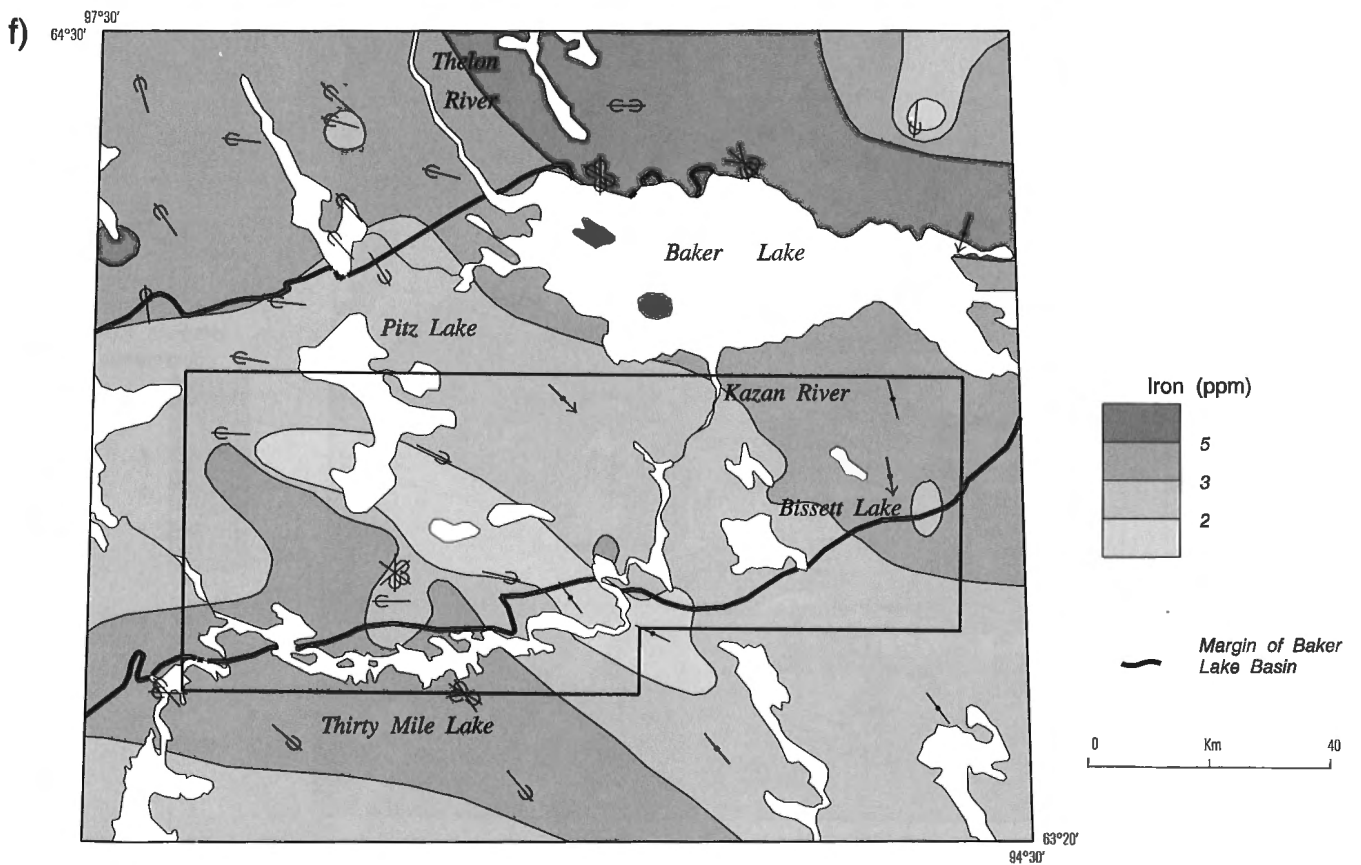 f)
97°30'
64°30'
Thelon
River
Baker Lake
Pitz Lake
Kazan River
Bissett Lake
Thirty Mile Lake
Iron (ppm)
5
3
2
Margin of Baker
Lake Basin
0 Km 40
63°20'
94°30'